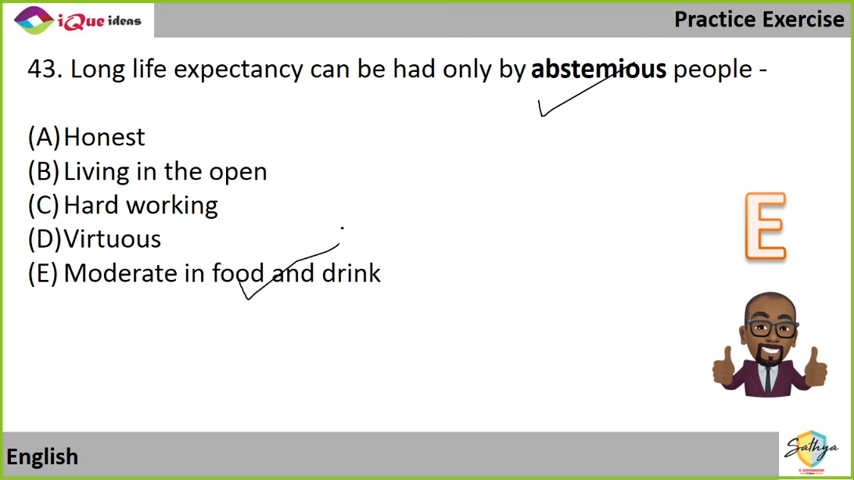 iQue ideas
Practice Exercise
43. Long life expectancy can be had only by abstemious people -
(A) Honest
(B) Living in the open
(C) Hard working
(D) Virtuous
(E) Moderate in food and drink
E
English
Sathya